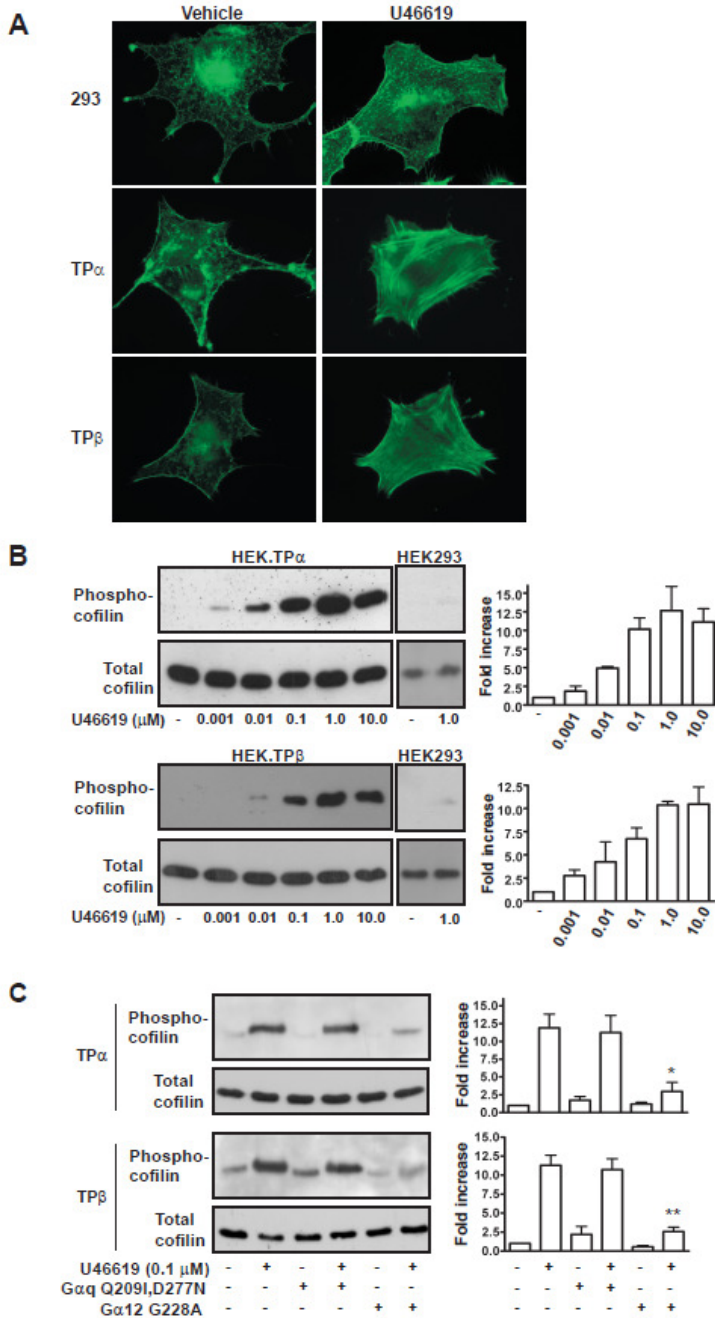 A
Vehicle U46619
293
TPα
TPβ
B
HEK.TPα HEK293
Phospho-
cofilin
Total
cofilin
U46619 (μM) - 0.001 0.01 0.1 1.0 10.0 - 1.0
Fold increase
15.0
12.5
10.0
7.5
5.0
2.5
0.0
- 0.001 0.01 0.1 1.0 10.0
HEK.TPβ HEK293
Phospho-
cofilin
Total
cofilin
U46619 (μM) - 0.001 0.01 0.1 1.0 10.0 - 1.0
Fold increase
12.5
10.0
7.5
5.0
2.5
0.0
- 0.001 0.01 0.1 1.0 10.0
C
TPα
Phospho-
cofilin
Total
cofilin
Fold increase
15.0
12.5
10.0
7.5
5.0
2.5
0.0
*
TPβ
Phospho-
cofilin
Total
cofilin
Fold increase
15.0
12.5
10.0
7.5
5.0
2.5
0.0
**
U46619 (0.1 μM) - + - + - + - + - + - +
Gαq Q209I,D277N - - + + - - - - + + - -
Gα12 G228A - - - - + + - - - - + +